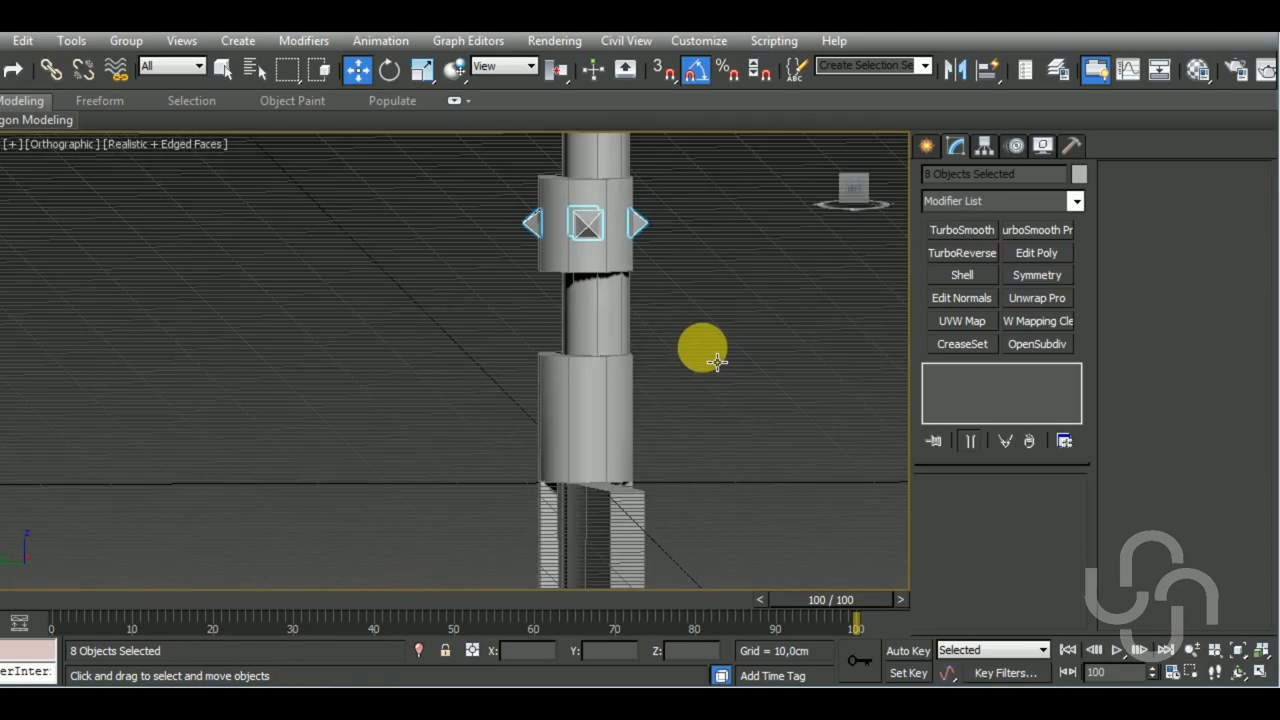 Edit Tools Group Views Create Modifiers Animation Graph Editors Rendering Civil View Customize Scripting Help
All View 3 % ABC Create Selection Se
odeling Freeform Selection Object Paint Populate
gon Modeling
[+] [Orthographic] [Realistic + Edged Faces]
8 Objects Selected
Modifier List
TurboSmooth urboSmooth Pr
TurboReverse Edit Poly
Shell Symmetry
Edit Normals Unwrap Pro
UVW Map W Mapping Cle
CreaseSet OpenSubdiv
z
< 100 / 100 >
0 10 20 30 40 50 60 70 80 90 100
8 Objects Selected X: Y: Z: Grid = 10,0cm Auto Key Selected
erInter: Click and drag to select and move objects Add Time Tag Set Key Key Filters... 100